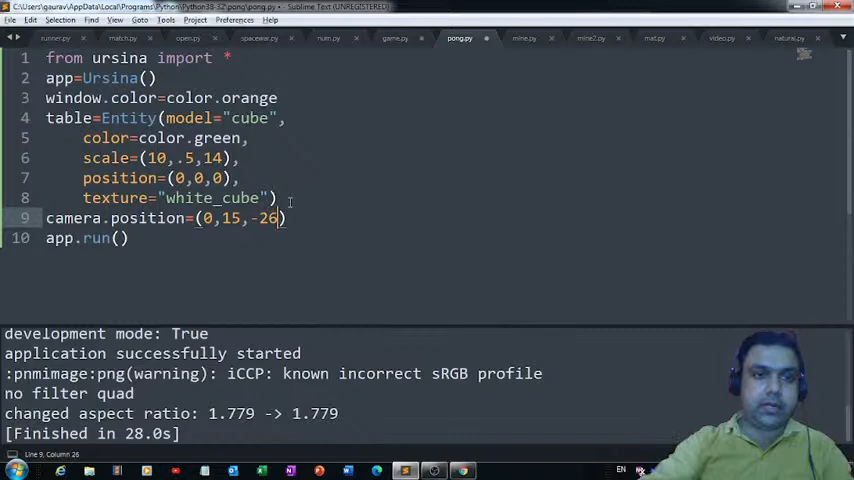 C:\Users\gaurav\AppData\Local\Programs\Python\Python38-32\pong\pong.py • - Sublime Text (UNREGISTERED)
File Edit Selection Find View Goto Tools Project Preferences Help
runner.py match.py open.py spacewar.py num.py game.py pong.py mine.py mine2.py mat.py video.py natural.py
1 from ursina import *
2 app=Ursina()
3 window.color=color.orange
4 table=Entity(model="cube",
5 color=color.green,
6 scale=(10,.5,14),
7 position=(0,0,0),
8 texture="white_cube")
9 camera.position=(0,15,-26)
10 app.run()
development mode: True
application successfully started
:pnmimage:png(warning): iCCP: known incorrect sRGB profile
no filter quad
changed aspect ratio: 1.779 -> 1.779
[Finished in 28.0s]
Line 9, Column 26
EN